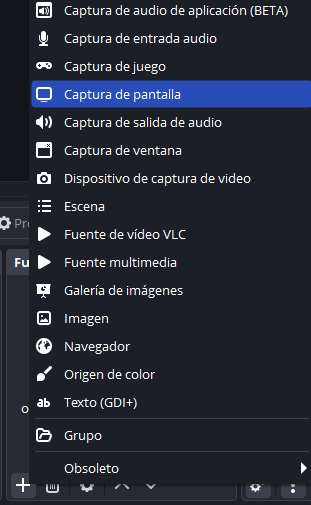 Captura de audio de aplicación (BETA)
Captura de entrada audio
Captura de juego
Captura de pantalla
Captura de salida de audio
Captura de ventana
Dispositivo de captura de video
Escena
Fuente de vídeo VLC
Fuente multimedia
Galería de imágenes
Imagen
Navegador
Origen de color
Texto (GDI+)
Grupo
Obsoleto